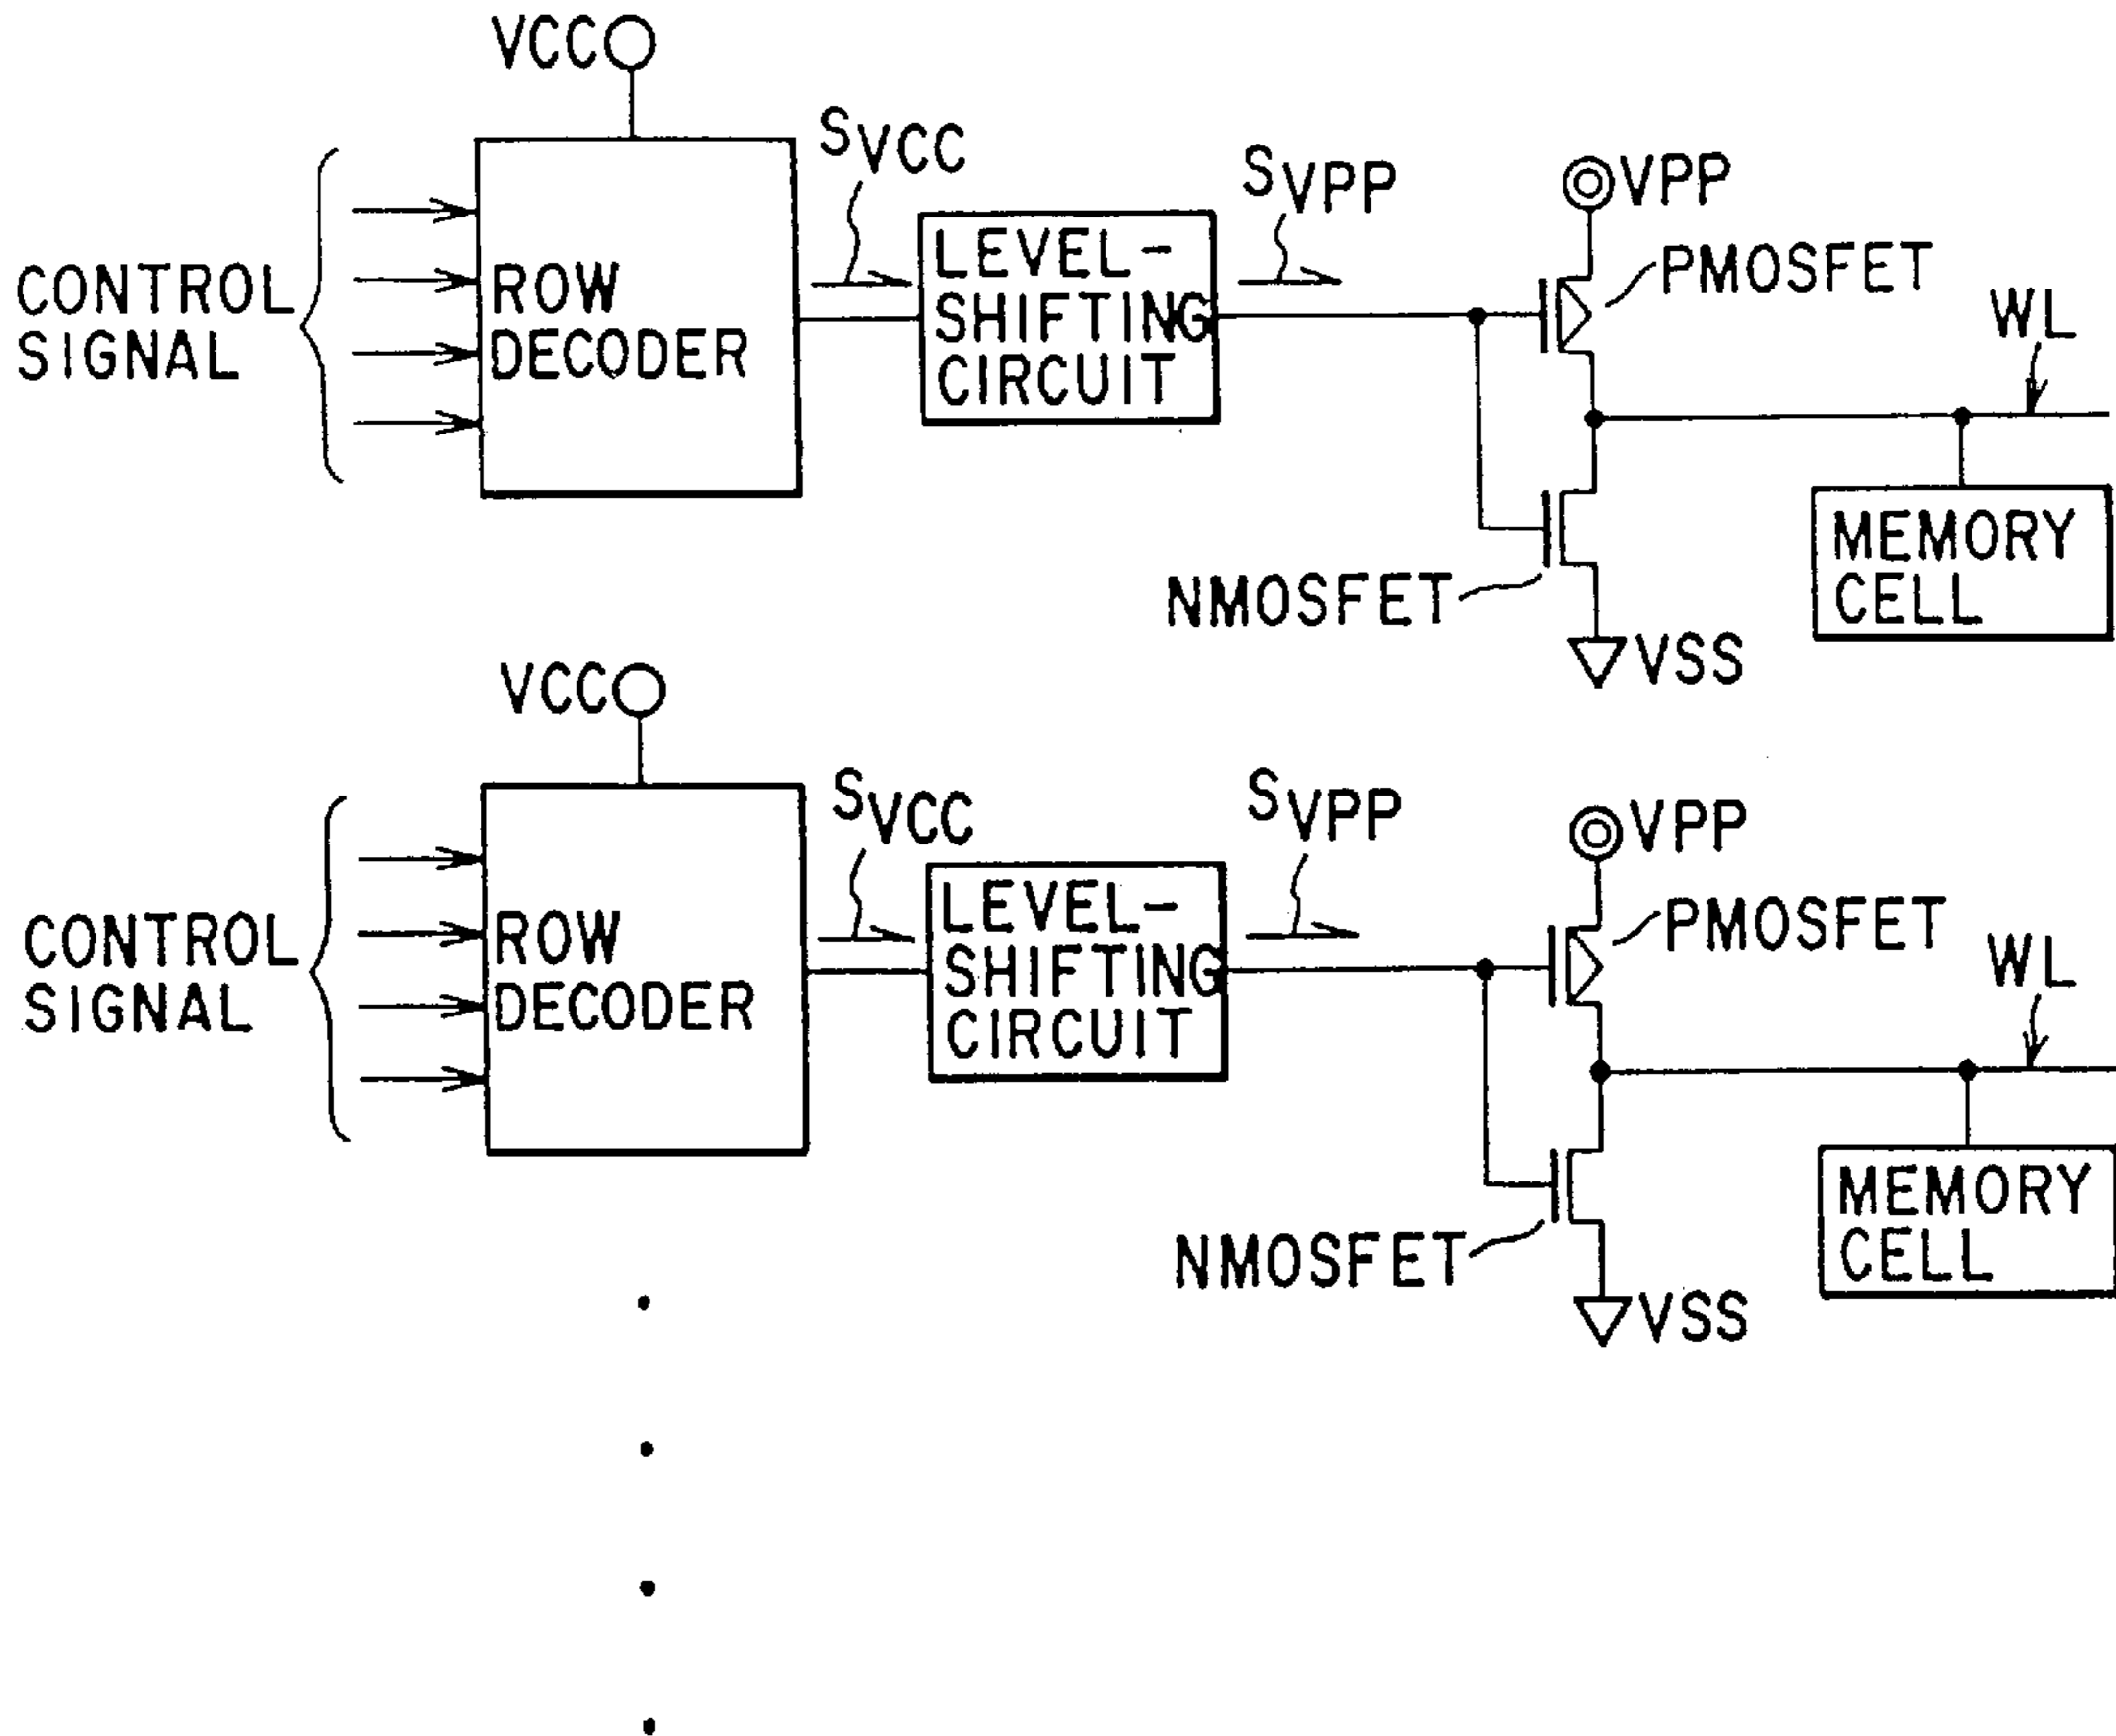 VCC
SVCC
SVPP
VPP
PMOSFET
CONTROL
SIGNAL
ROW
DECODER
LEVEL-
SHIFTING
CIRCUIT
WL
MEMORY
CELL
NMOSFET
VSS
VCC
SVCC
SVPP
VPP
PMOSFET
CONTROL
SIGNAL
ROW
DECODER
LEVEL-
SHIFTING
CIRCUIT
WL
MEMORY
CELL
NMOSFET
VSS